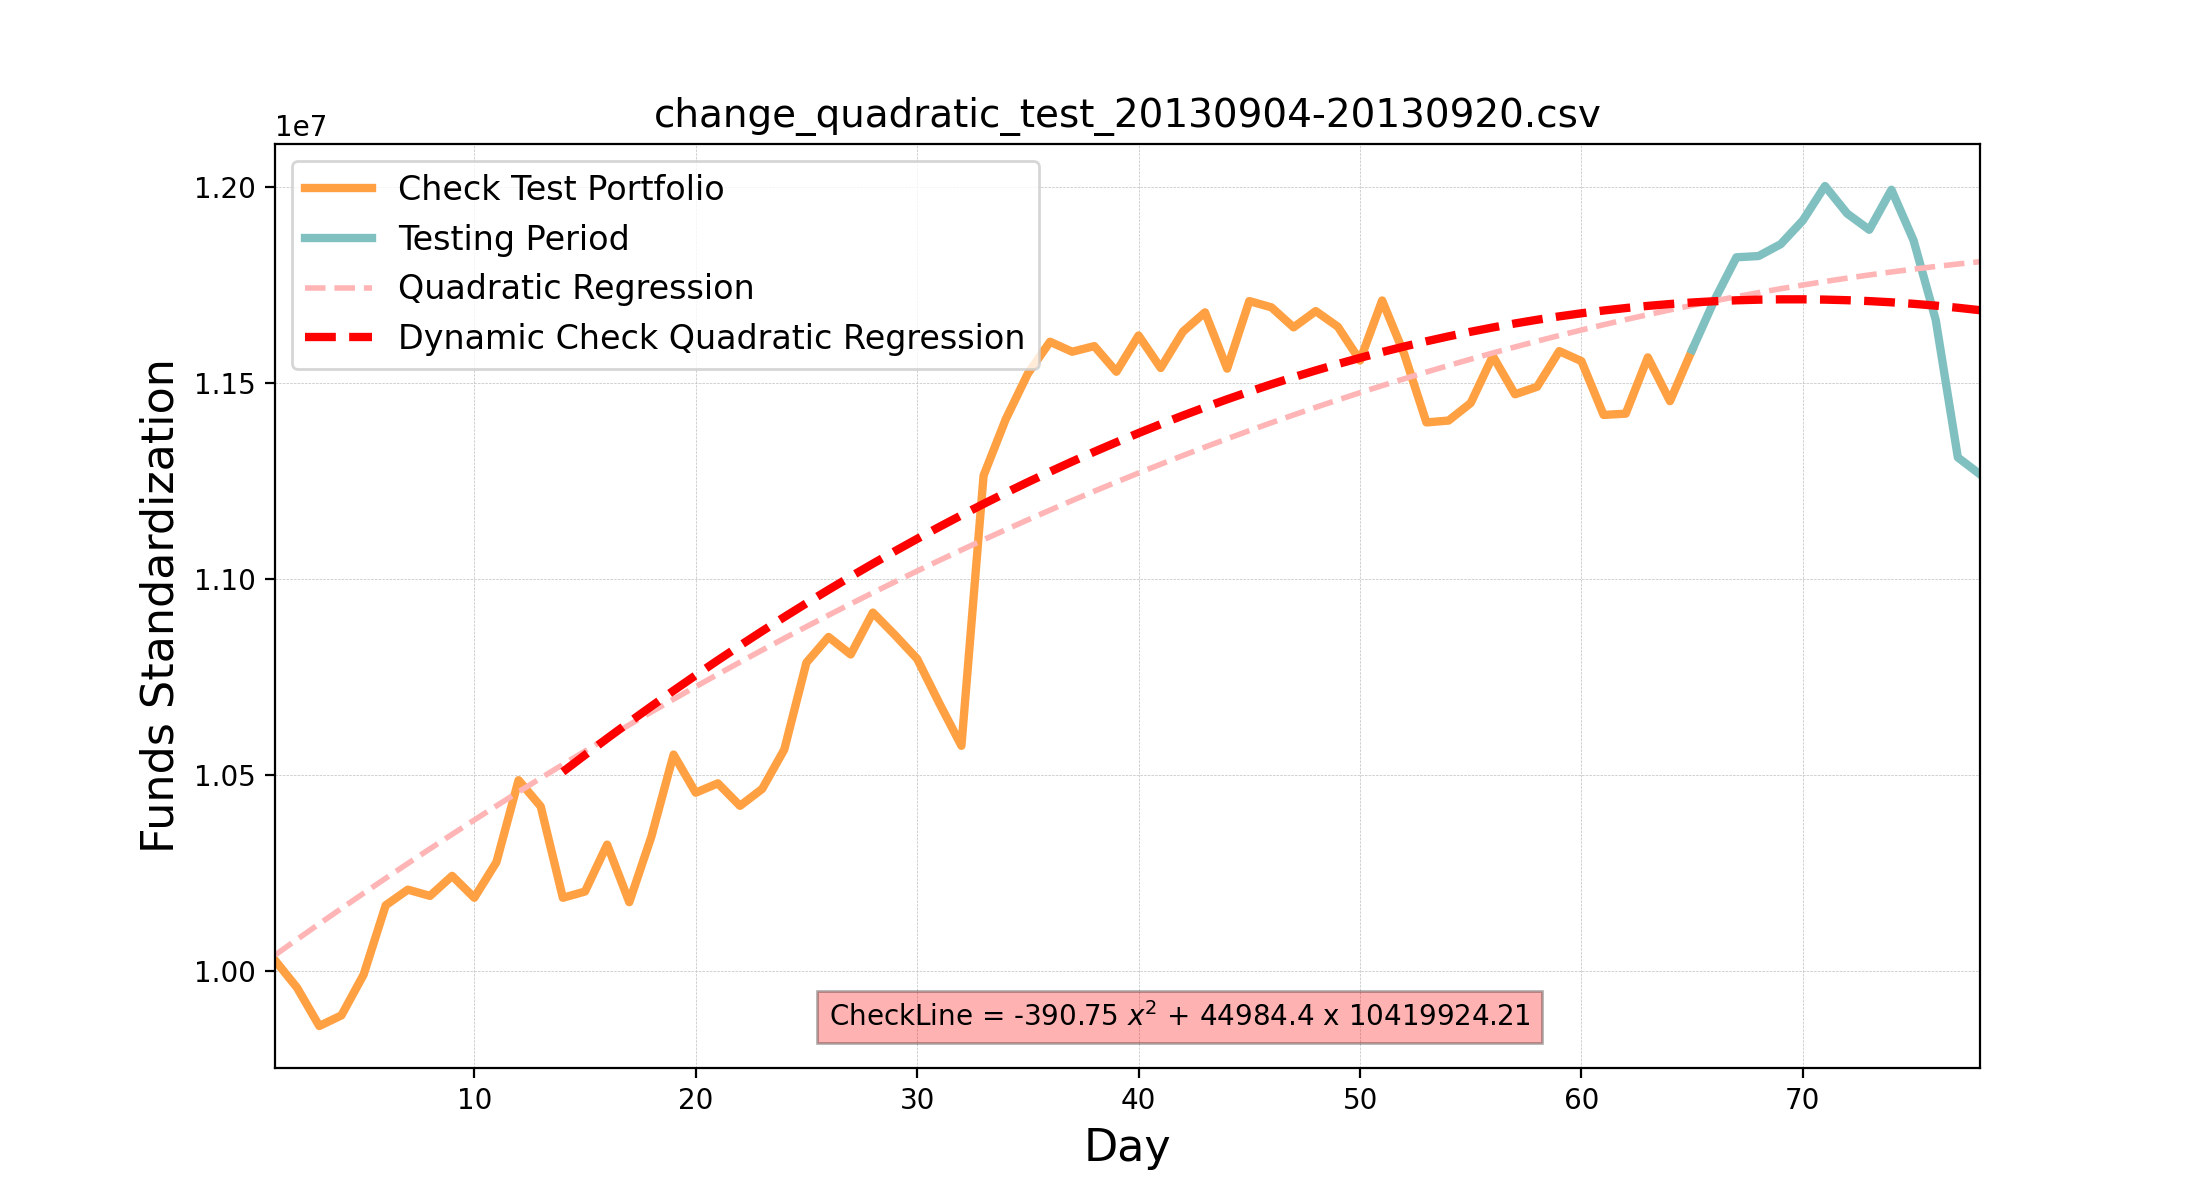 change_quadratic_test_20130904-20130920.csv
1e7
Check Test Portfolio
Testing Period
Quadratic Regression
Dynamic Check Quadratic Regression
1.20
1.15
1.10
1.05
1.00
Funds Standardization
CheckLine = -390.75 x² + 44984.4 x 10419924.21
10 20 30 40 50 60 70
Day